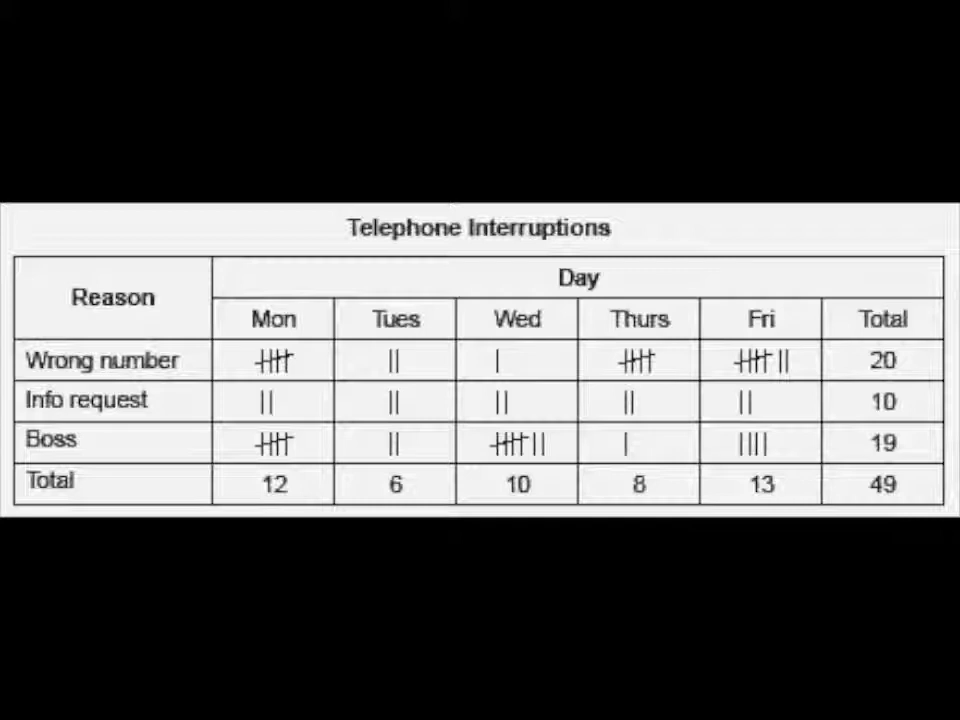 Telephone Interruptions
Reason Day
Mon Tues Wed Thurs Fri Total
Wrong number 𝍸 || | 𝍸 𝍸|| 20
Info request || || || || || 10
Boss 𝍸 || 𝍸|| | |||| 19
Total 12 6 10 8 13 49